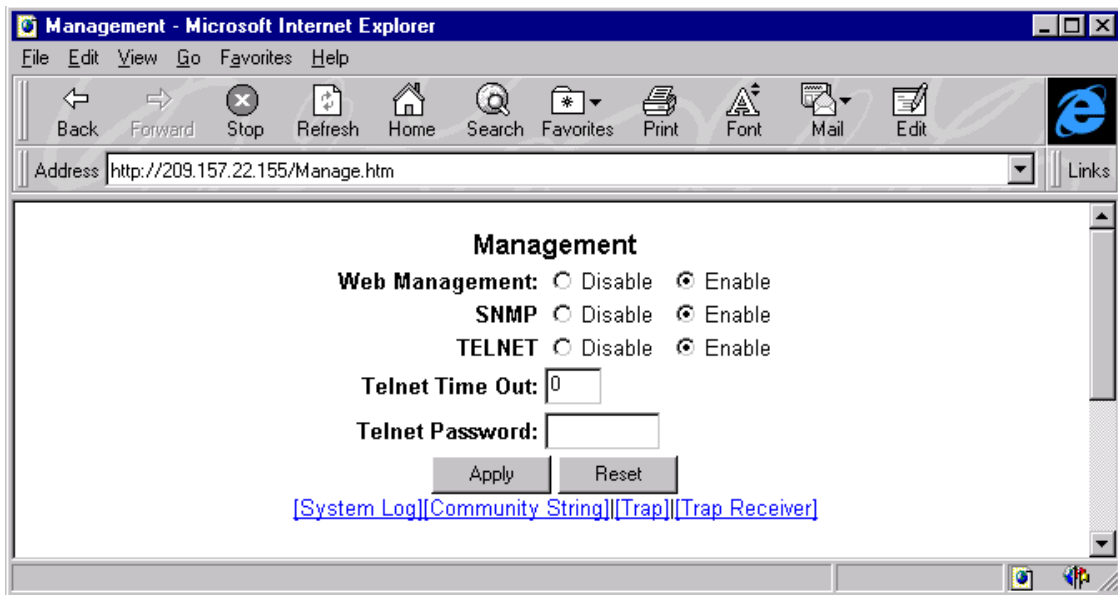 Management - Microsoft Internet Explorer
File Edit View Go Favorites Help
Back Forward Stop Refresh Home Search Favorites Print Font Mail Edit
Address http://209.157.22.155/Manage.htm Links
Management
Web Management: Disable Enable
SNMP Disable Enable
TELNET Disable Enable
Telnet Time Out: 0
Telnet Password:
Apply Reset
[System Log][Community String]|[Trap]|[Trap Receiver]